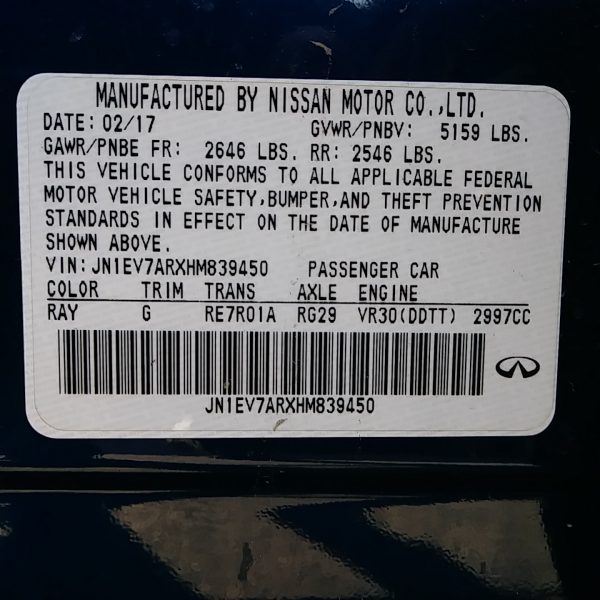 MANUFACTURED BY NISSAN MOTOR CO.,LTD.
DATE: 02/17 GVWR/PNBV: 5159 LBS.
GAWR/PNBE FR: 2646 LBS. RR: 2546 LBS.
THIS VEHICLE CONFORMS TO ALL APPLICABLE FEDERAL
MOTOR VEHICLE SAFETY,BUMPER,AND THEFT PREVENTION
STANDARDS IN EFFECT ON THE DATE OF MANUFACTURE
SHOWN ABOVE.
VIN: JN1EV7ARXHM839450 PASSENGER CAR
COLOR TRIM TRANS AXLE ENGINE
RAY G RE7R01A RG29 VR30(DDTT) 2997CC
JN1EV7ARXHM839450